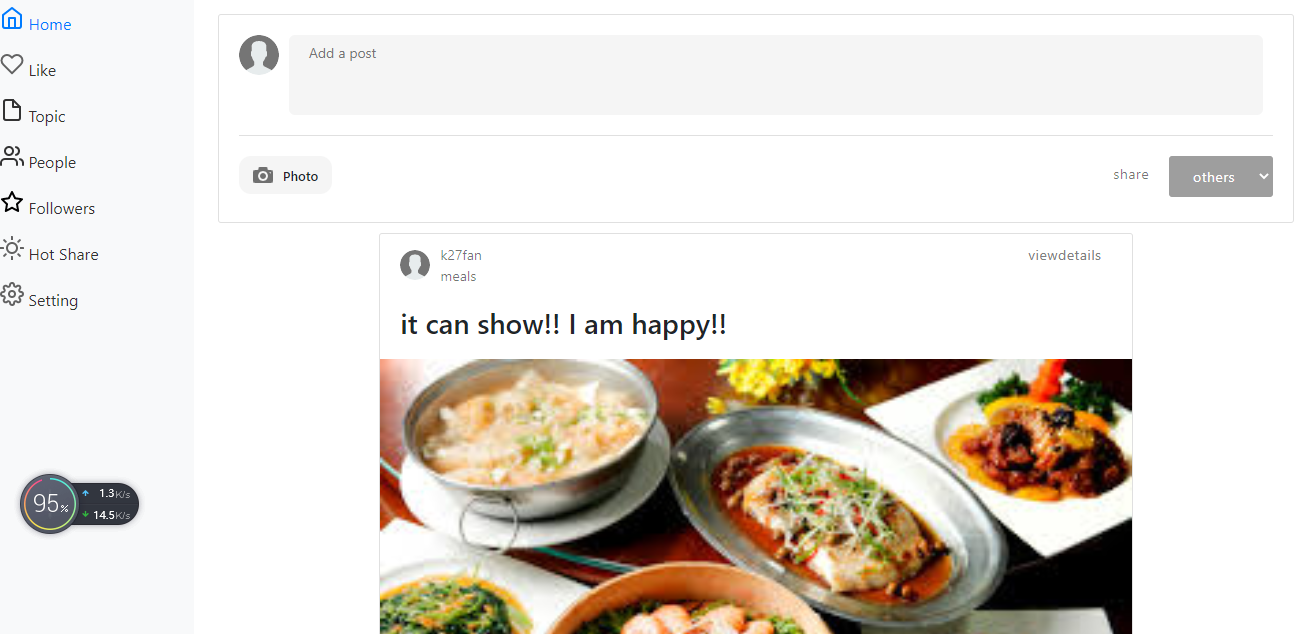 Home
Like
Topic
People
Followers
Hot Share
Setting
95%
1.3K/s
14.5K/s
Add a post
Photo
share
others
k27fan
meals
viewdetails
it can show!! I am happy!!